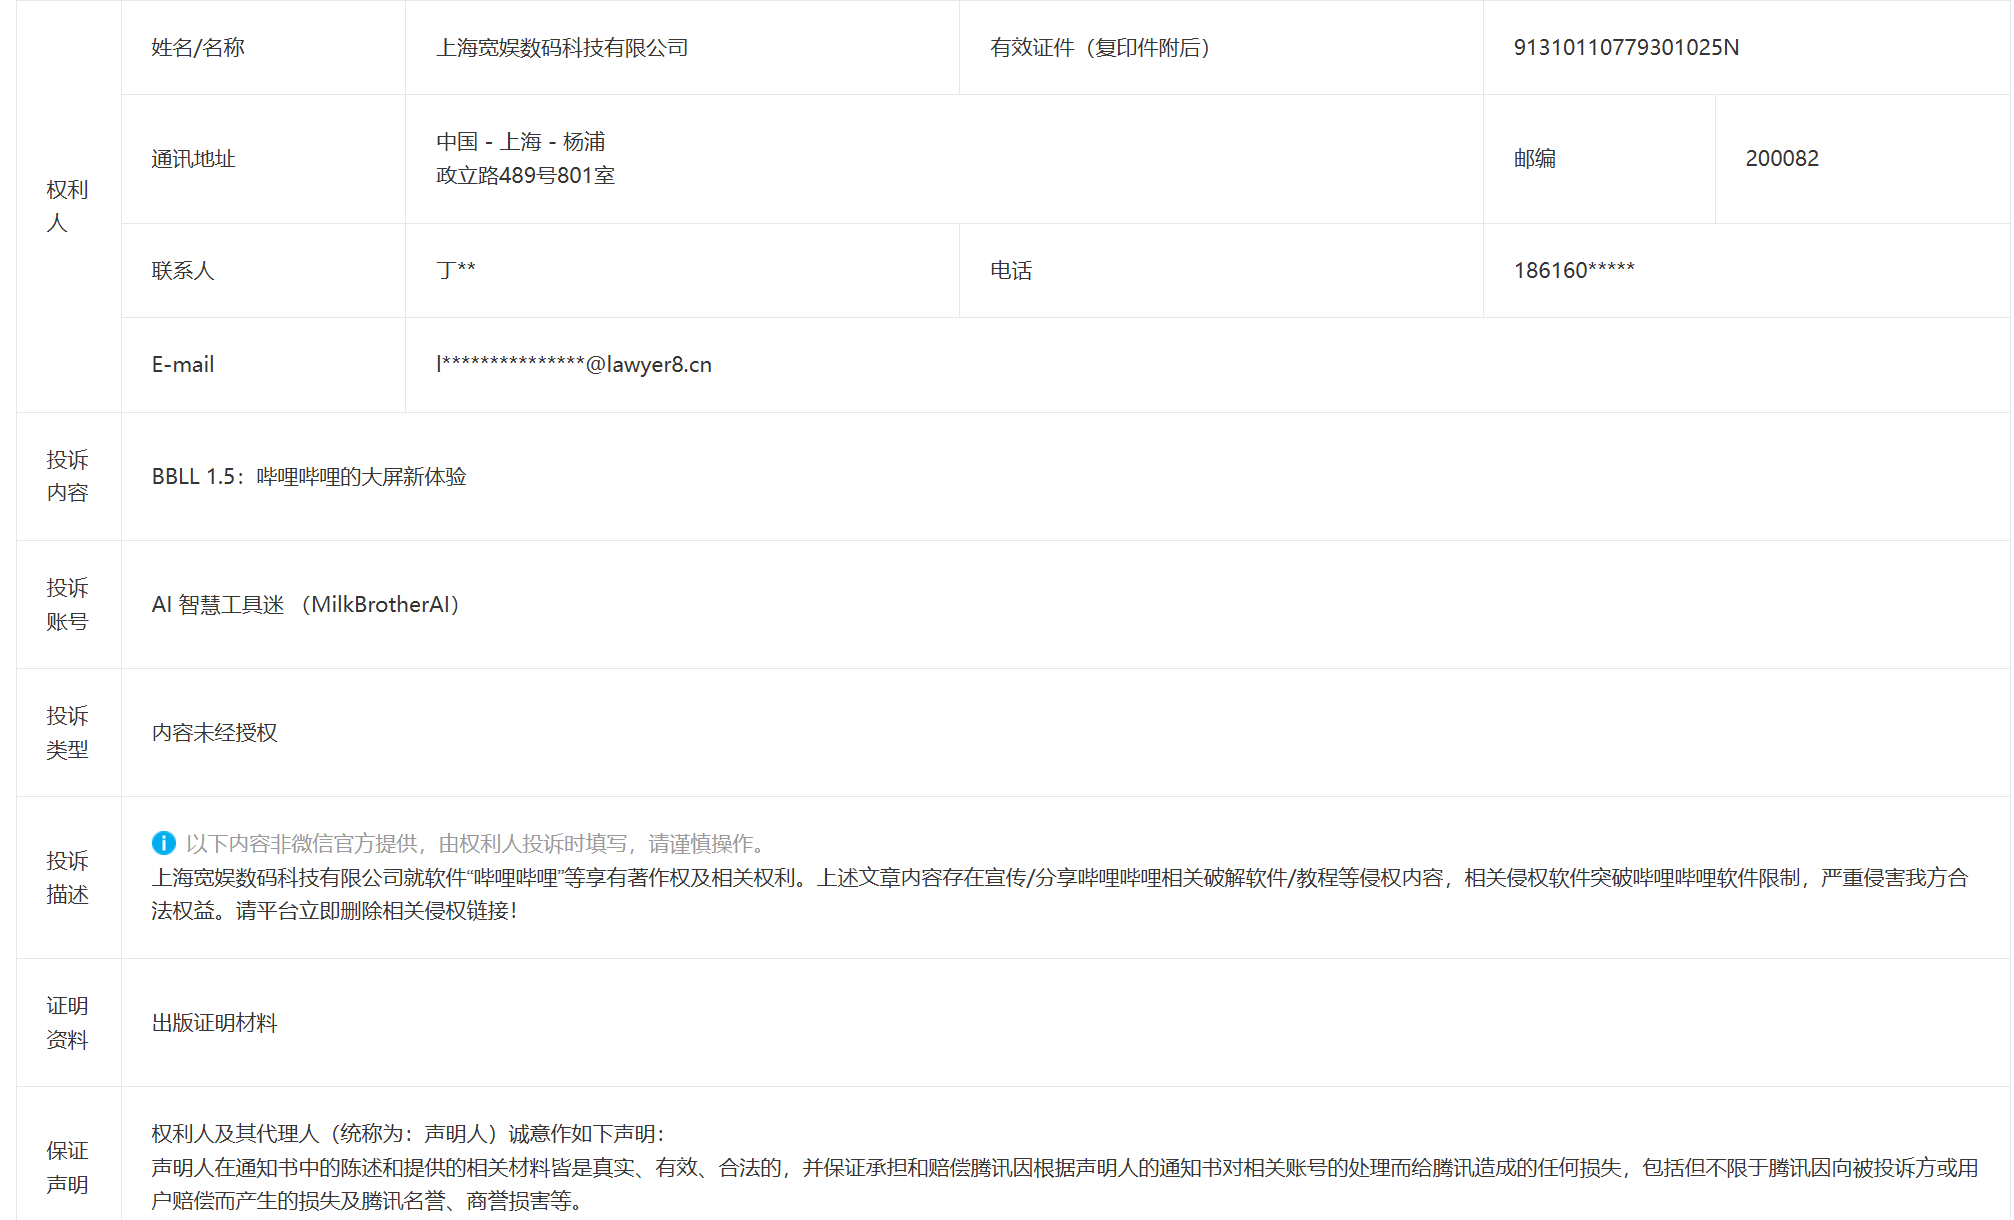 权利
人
姓名/名称
上海宽娱数码科技有限公司
有效证件（复印件附后）
91310110779301025N
通讯地址
中国 - 上海 - 杨浦
政立路489号801室
邮编
200082
联系人
丁**
电话
186160*****
E-mail
l***************@lawyer8.cn
投诉
内容
BBLL 1.5：哔哩哔哩的大屏新体验
投诉
账号
AI 智慧工具迷 （MilkBrotherAI）
投诉
类型
内容未经授权
投诉
描述
以下内容非微信官方提供，由权利人投诉时填写，请谨慎操作。
上海宽娱数码科技有限公司就软件“哔哩哔哩”等享有著作权及相关权利。上述文章内容存在宣传/分享哔哩哔哩相关破解软件/教程等侵权内容，相关侵权软件突破哔哩哔哩软件限制，严重侵害我方合
法权益。请平台立即删除相关侵权链接！
证明
资料
出版证明材料
保证
声明
权利人及其代理人（统称为：声明人）诚意作如下声明：
声明人在通知书中的陈述和提供的相关材料皆是真实、有效、合法的，并保证承担和赔偿腾讯因根据声明人的通知书对相关账号的处理而给腾讯造成的任何损失，包括但不限于腾讯因向被投诉方或用
户赔偿而产生的损失及腾讯名誉、商誉损害等。